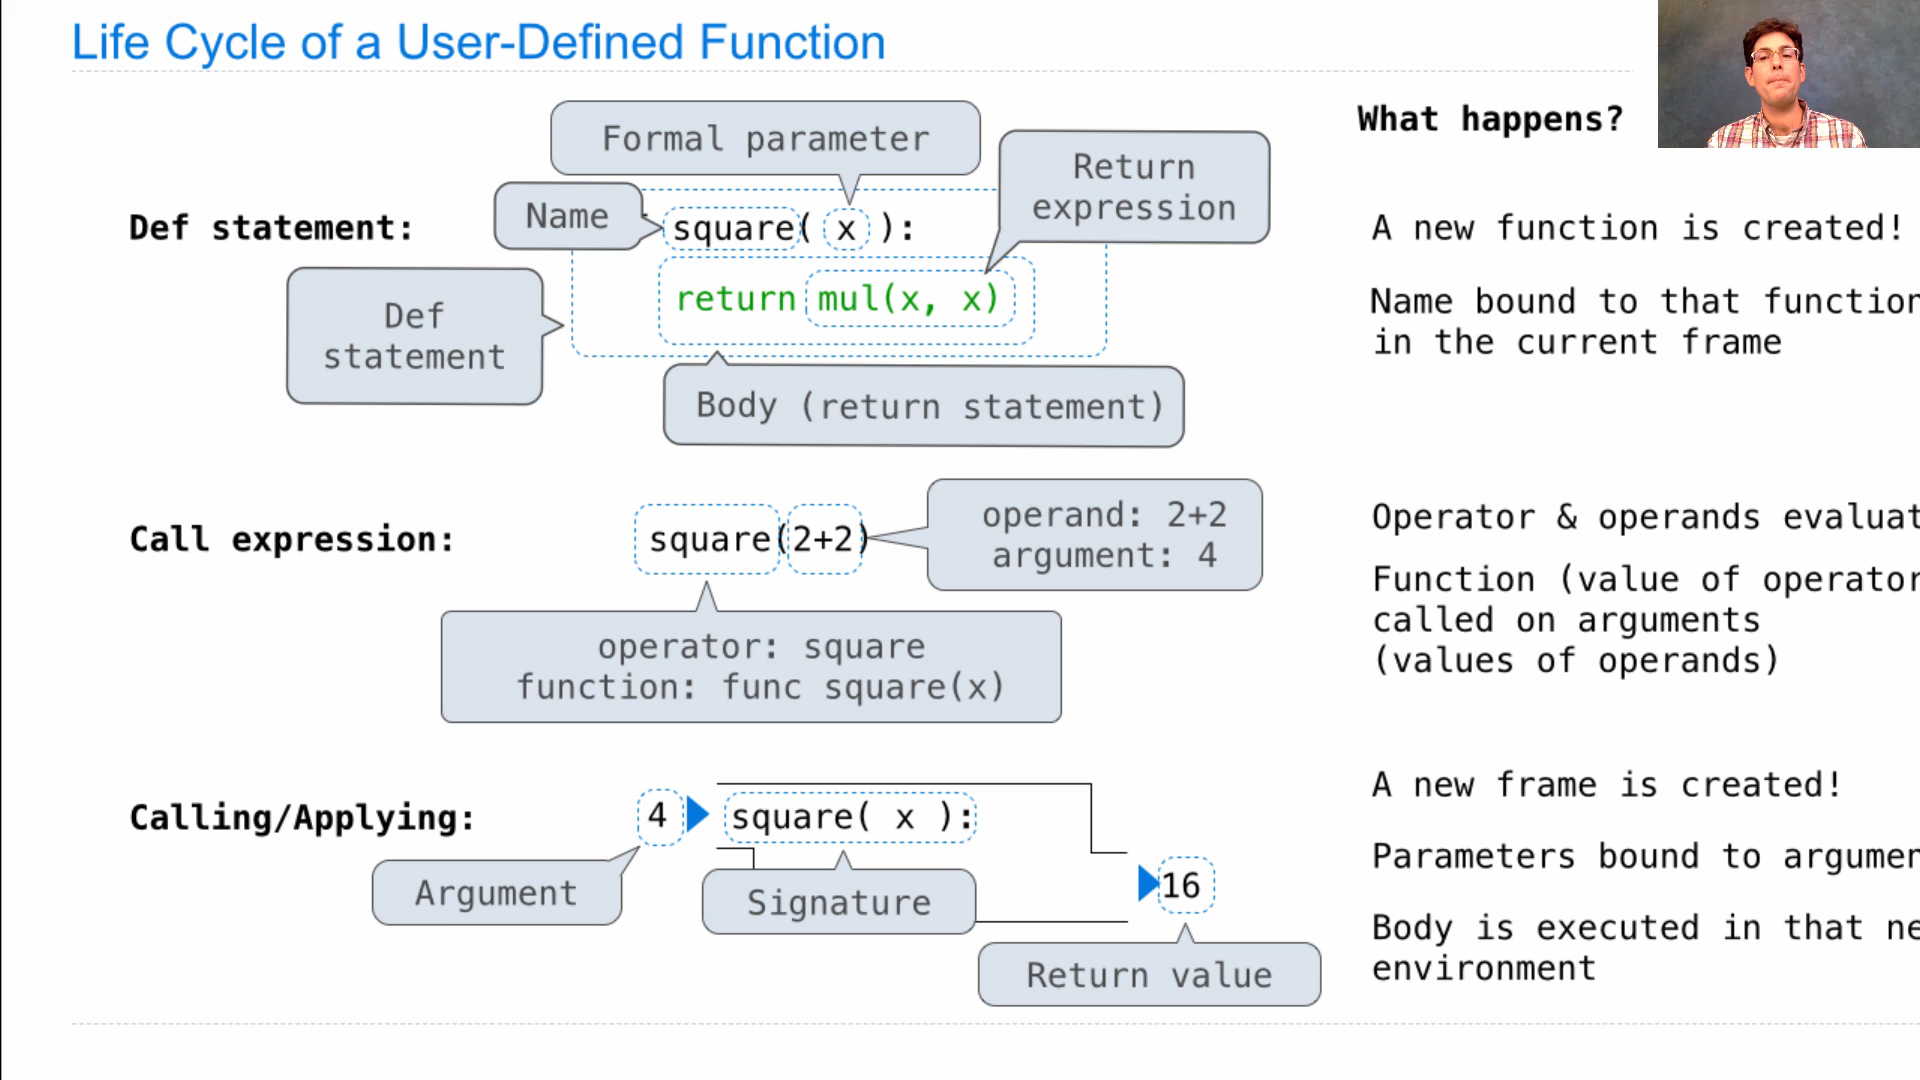 Life Cycle of a User-Defined Function
What happens?
Formal parameter
Return
expression
Name
Def statement:
square( x ):
A new function is created!
Def
statement
return mul(x, x)
Name bound to that function
in the current frame
Body (return statement)
Call expression:
square(2+2)
operand: 2+2
argument: 4
Operator & operands evaluat
operator: square
function: func square(x)
Function (value of operator
called on arguments
(values of operands)
Calling/Applying:
4
square( x ):
A new frame is created!
Argument
Signature
16
Parameters bound to argumen
Return value
Body is executed in that ne
environment